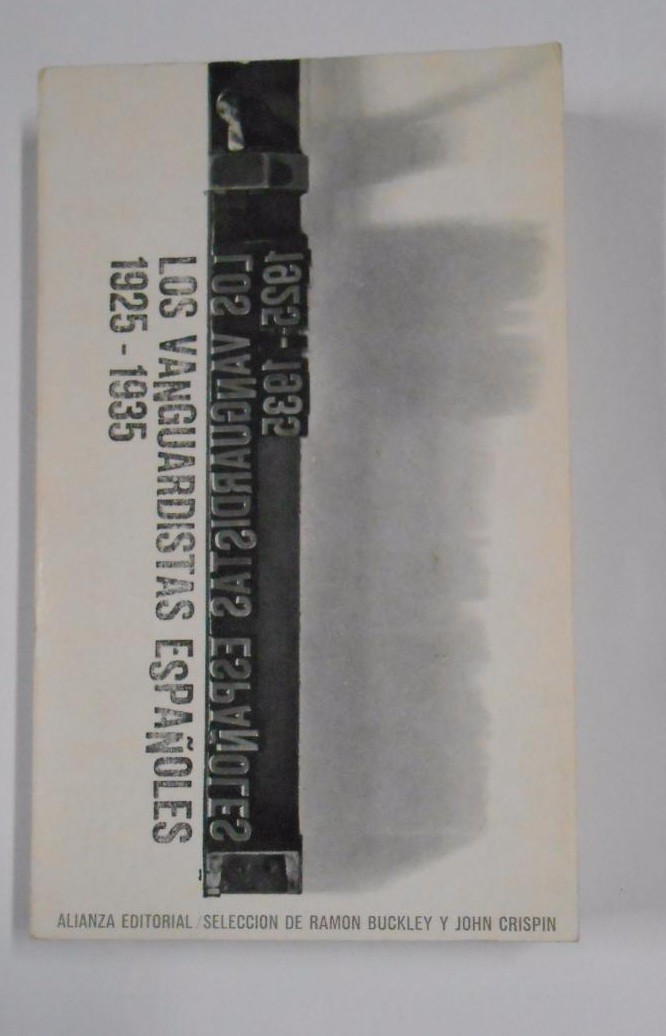 LOS VANGUARDISTAS ESPAÑOLES
1925 - 1935
LOS VANGUARDISTAS ESPAÑOLES
1925-1935
ALIANZA EDITORIAL/SELECCION DE RAMON BUCKLEY Y JOHN CRISPIN